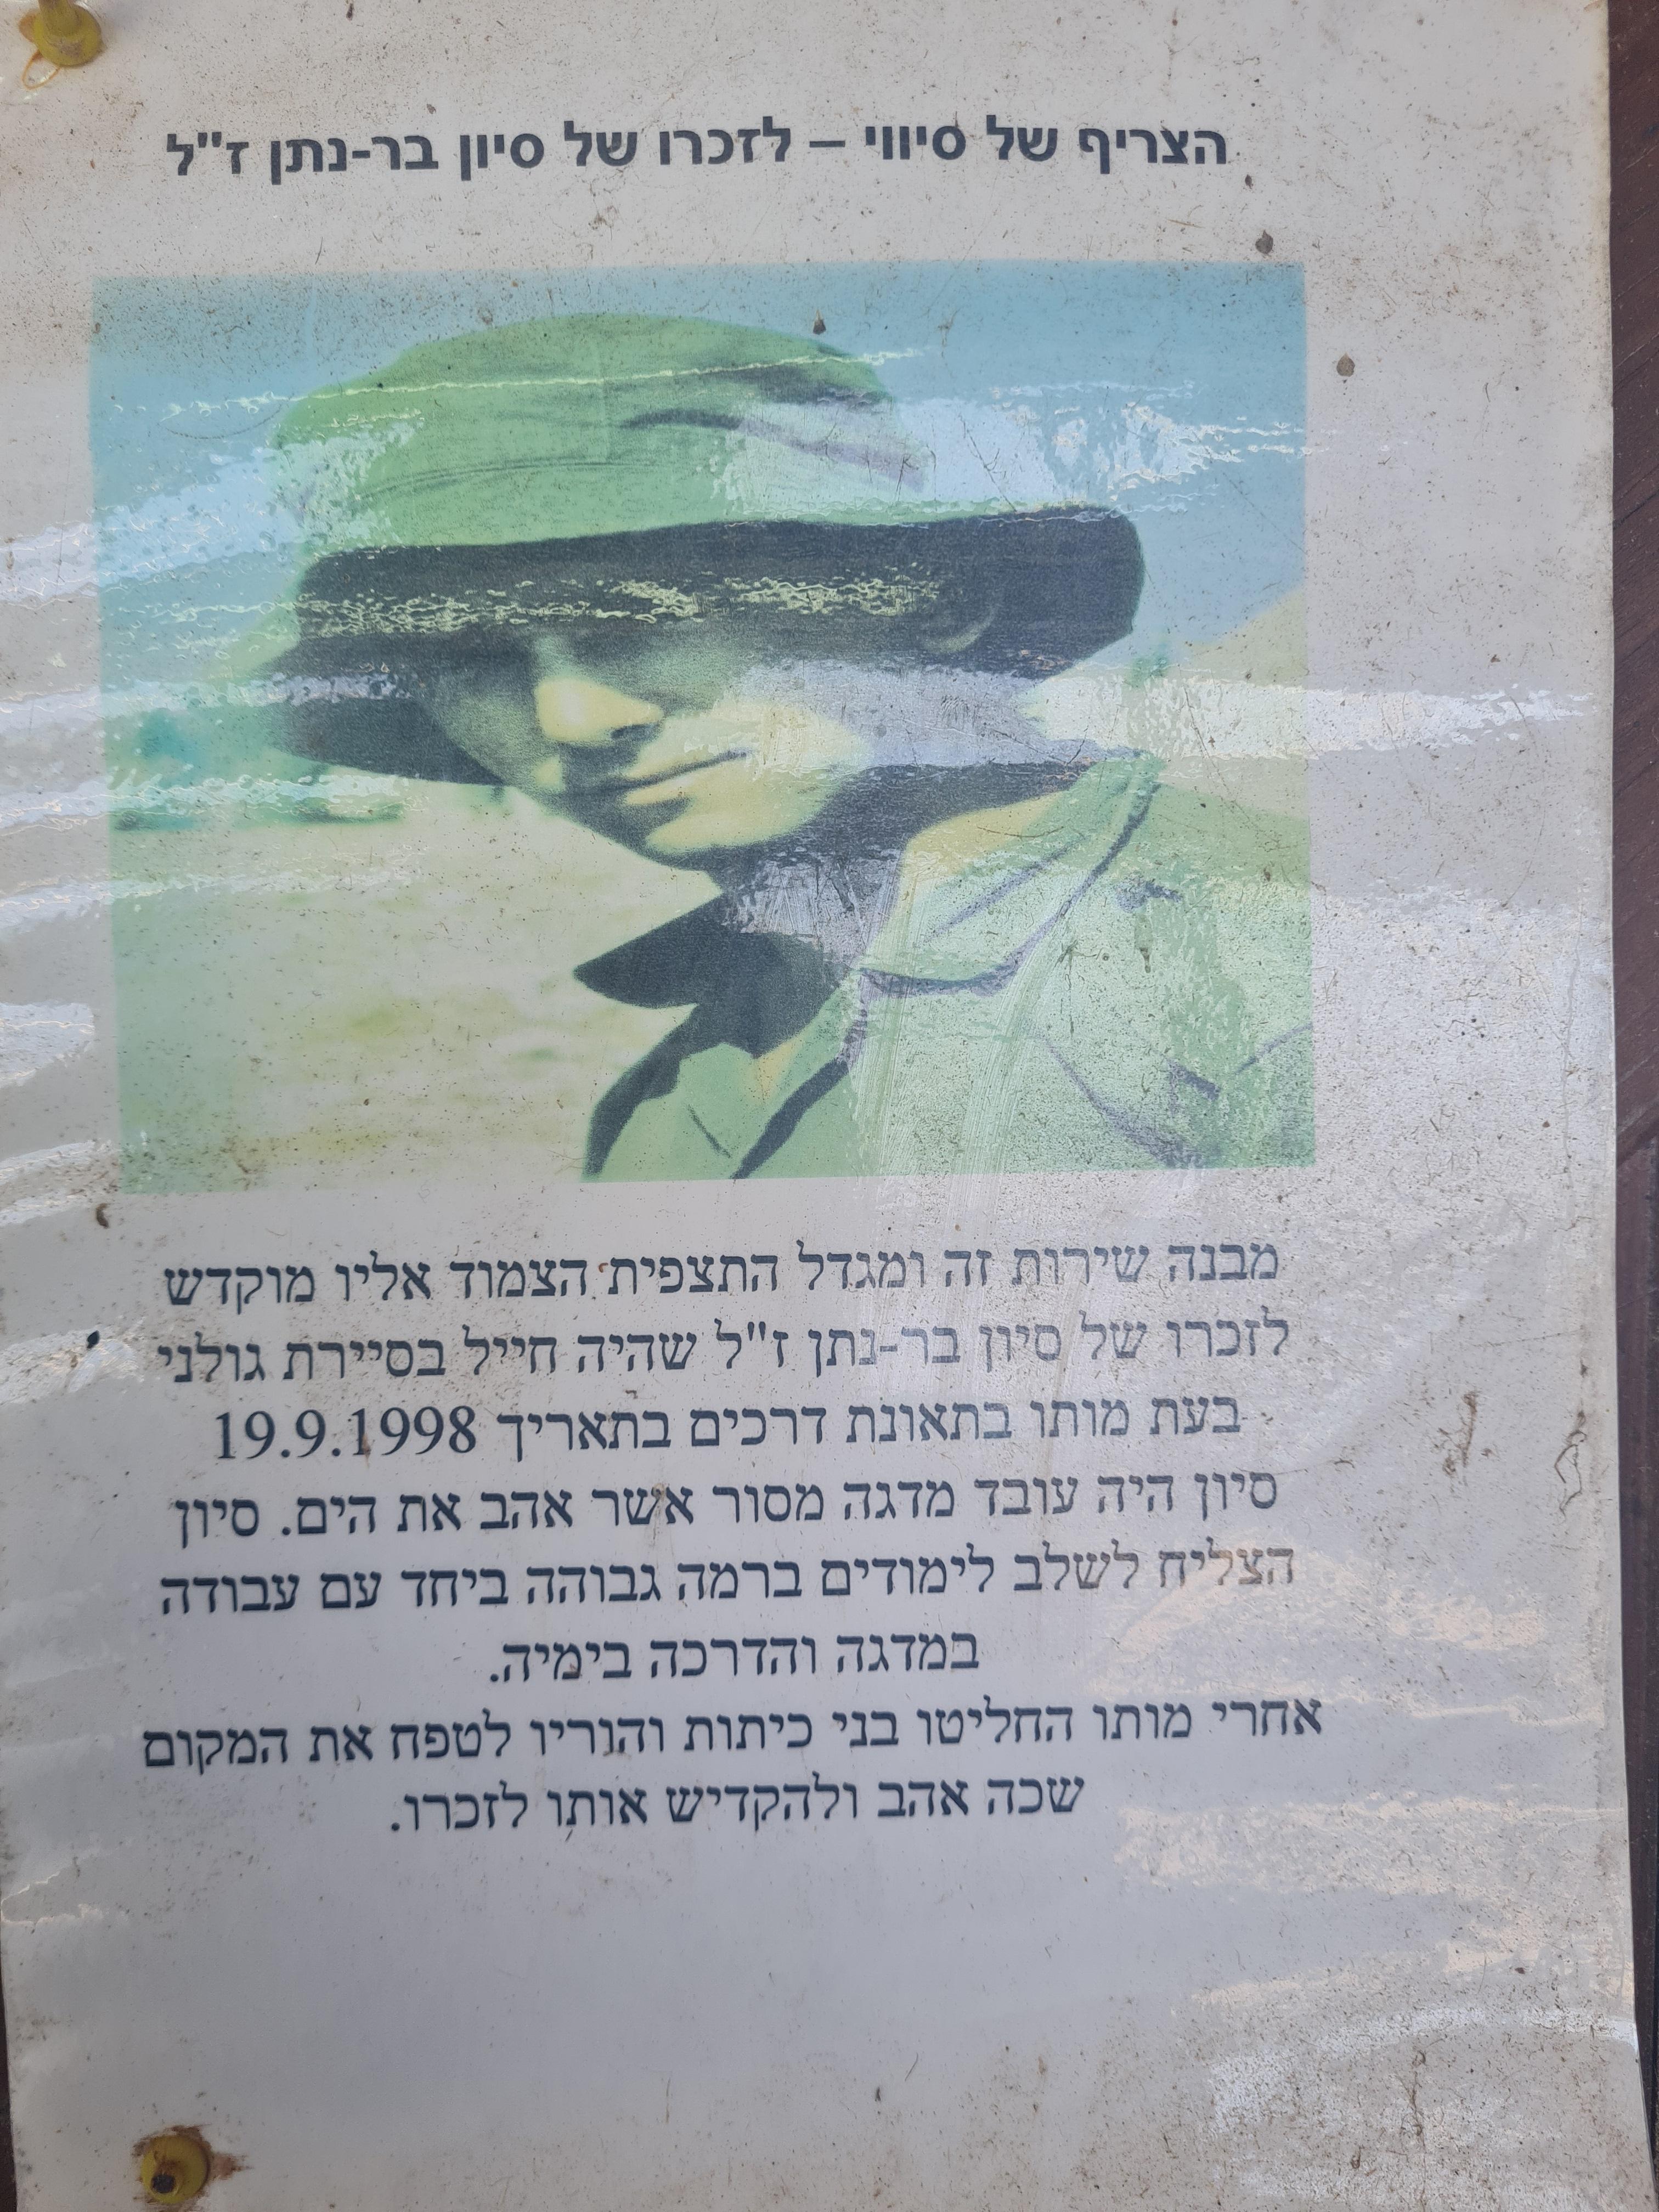 הצריף של סיווי – לזכרו של סיון בר-נתן ז"ל
מבנה שירות זה ומגדל התצפית הצמוד אליו מוקדש
לזכרו של סיון בר-נתן ז"ל שהיה חייל בסיירת גולני
בעת מותו בתאונת דרכים בתאריך 19.9.1998
סיון היה עובד מדגה מסור אשר אהב את הים. סיון
הצליח לשלב לימודים ברמה גבוהה ביחד עם עבודה
במדגה והדרכה בימיה.
אחרי מותו החליטו בני כיתות והוריו לטפח את המקום
שכה אהב ולהקדיש אותו לזכרו.